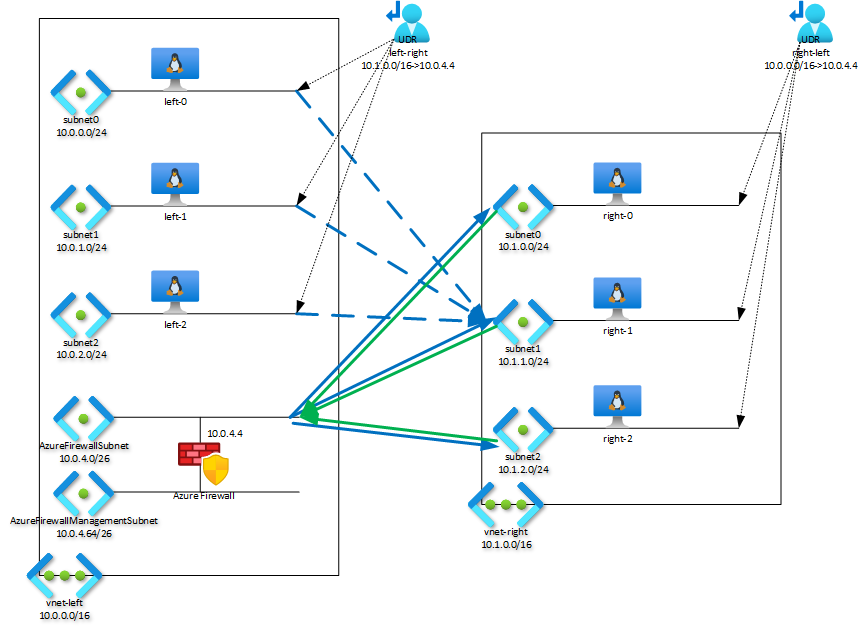 UDR
left-right
10.1.0.0/16->10.0.4.4
UDR
right-left
10.0.0.0/16->10.0.4.4
left-0
subnet0
10.0.0.0/24
left-1
subnet1
10.0.1.0/24
left-2
subnet2
10.0.2.0/24
10.0.4.4
AzureFirewallSubnet
10.0.4.0/26
Azure Firewall
AzureFirewallManagementSubnet
10.0.4.64/26
vnet-left
10.0.0.0/16
right-0
subnet0
10.1.0.0/24
right-1
subnet1
10.1.1.0/24
right-2
subnet2
10.1.2.0/24
vnet-right
10.1.0.0/16